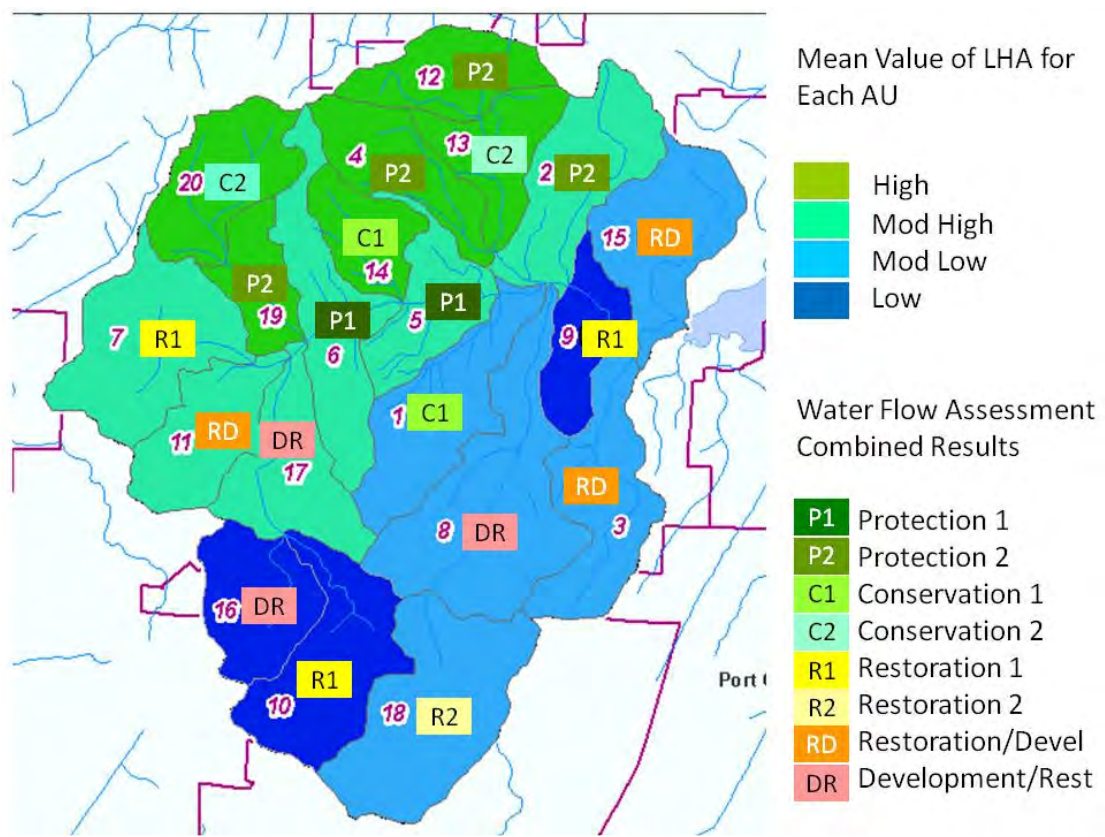 12 P2
4 P2
13 C2
2 P2
20 C2
15 RD
C1
14
P2
19
P1
6
P1
5
7 R1
9 R1
1 C1
11 RD
DR
17
RD
3
8 DR
16 DR
R1
10
18 R2
Port
Mean Value of LHA for
Each AU
High
Mod High
Mod Low
Low
Water Flow Assessment
Combined Results
P1 Protection 1
P2 Protection 2
C1 Conservation 1
C2 Conservation 2
R1 Restoration 1
R2 Restoration 2
RD Restoration/Devel
DR Development/Rest